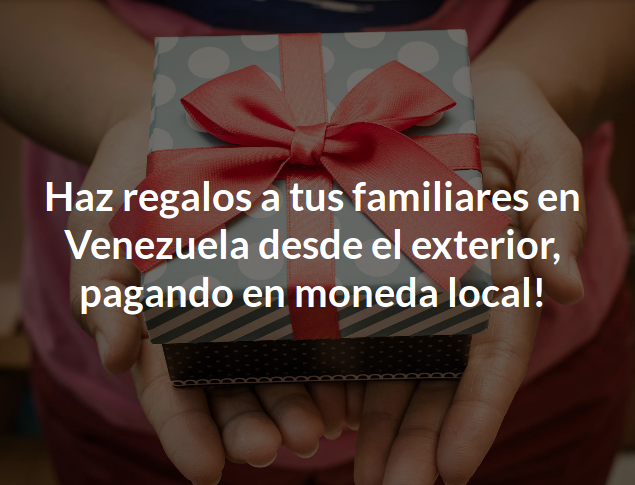 Haz regalos a tus familiares en
Venezuela desde el exterior,
pagando en moneda local!